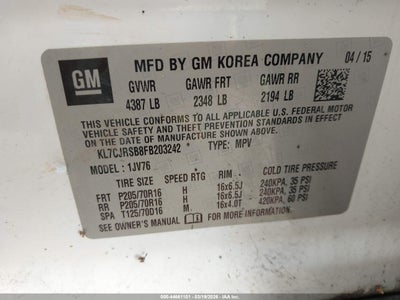 GM
MFD BY GM KOREA COMPANY 04/15
GVWR GAWR FRT GAWR RR
4387 LB 2348 LB 2194 LB
THIS VEHICLE CONFORMS TO ALL APPLICABLE U.S. FEDERAL MOTOR
VEHICLE SAFETY, BUMPER, AND THEFT PREVENTION STANDARDS IN
EFFECT ON THE DATE OF MANUFACTURE SHOWN ABOVE.
KL7CJRSB8FB203242 TYPE: MPV
MODEL: 1JV76
TIRE SIZE SPEED RTG RIM COLD TIRE PRESSURE
FRT P205/70R16 H 16x6.5J 240KPA, 35 PSI
RR P205/70R16 H 16x6.5J 240KPA, 35 PSI
SPA T125/70D16 M 16x4.0T 420KPA, 60 PSI
SEE OWNER'S MANUAL FOR MORE INFORMATION.